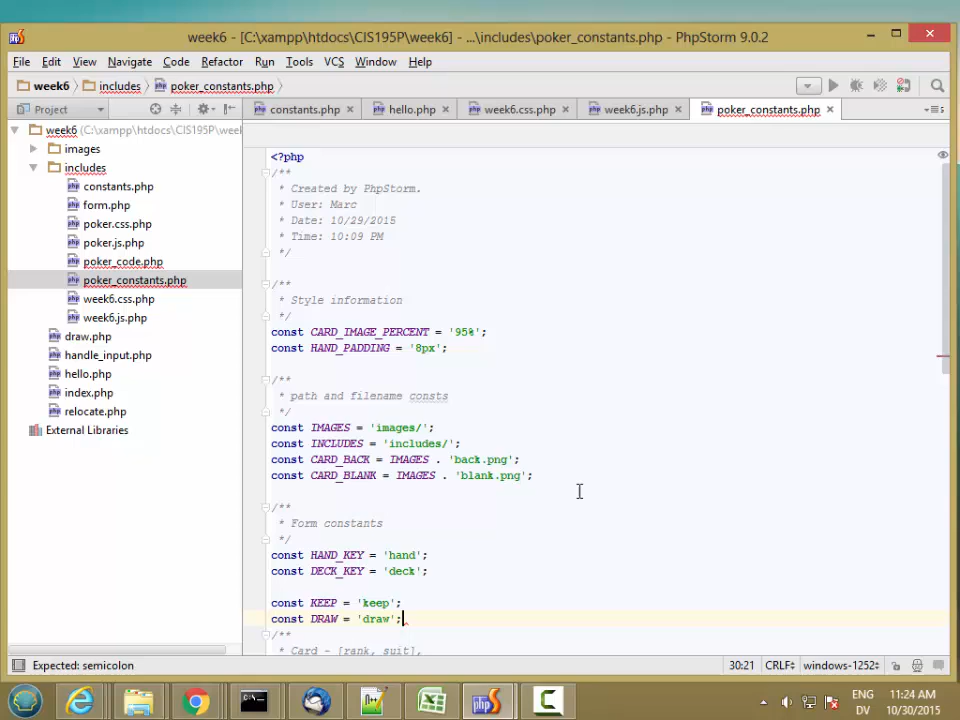 week6 - [C:\xampp\htdocs\CIS195P\week6] - ...\includes\poker_constants.php - PhpStorm 9.0.2
File Edit View Navigate Code Refactor Run Tools VCS Window Help
week6 includes poker_constants.php
Project constants.php hello.php week6.css.php week6.js.php poker_constants.php
week6 (C:\xampp\htdocs\CIS195P\week
images
includes
constants.php
form.php
poker.css.php
poker.js.php
poker_code.php
poker_constants.php
week6.css.php
week6.js.php
draw.php
handle_input.php
hello.php
index.php
relocate.php
External Libraries
<?php
/**
* Created by PhpStorm.
* User: Marc
* Date: 10/29/2015
* Time: 10:09 PM
*/
/**
* Style information
*/
const CARD_IMAGE_PERCENT = '95%';
const HAND_PADDING = '8px';
/**
* path and filename consts
*/
const IMAGES = 'images/';
const INCLUDES = 'includes/';
const CARD_BACK = IMAGES . 'back.png';
const CARD_BLANK = IMAGES . 'blank.png';
/**
* Form constants
*/
const HAND_KEY = 'hand';
const DECK_KEY = 'deck';
const KEEP = 'keep';
const DRAW = 'draw';
/**
* Card - [rank, suit],
Expected: semicolon 30:21 CRLF windows-1252
ENG 11:24 AM
DV 10/30/2015